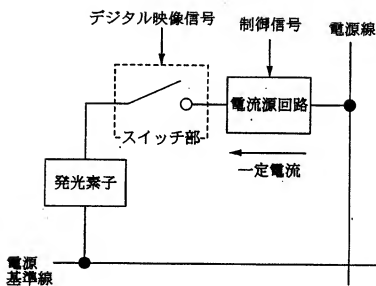 デジタル映像信号
制御信号
電源線
電流源回路
スイッチ部
一定電流
発光素子
電源
基準線